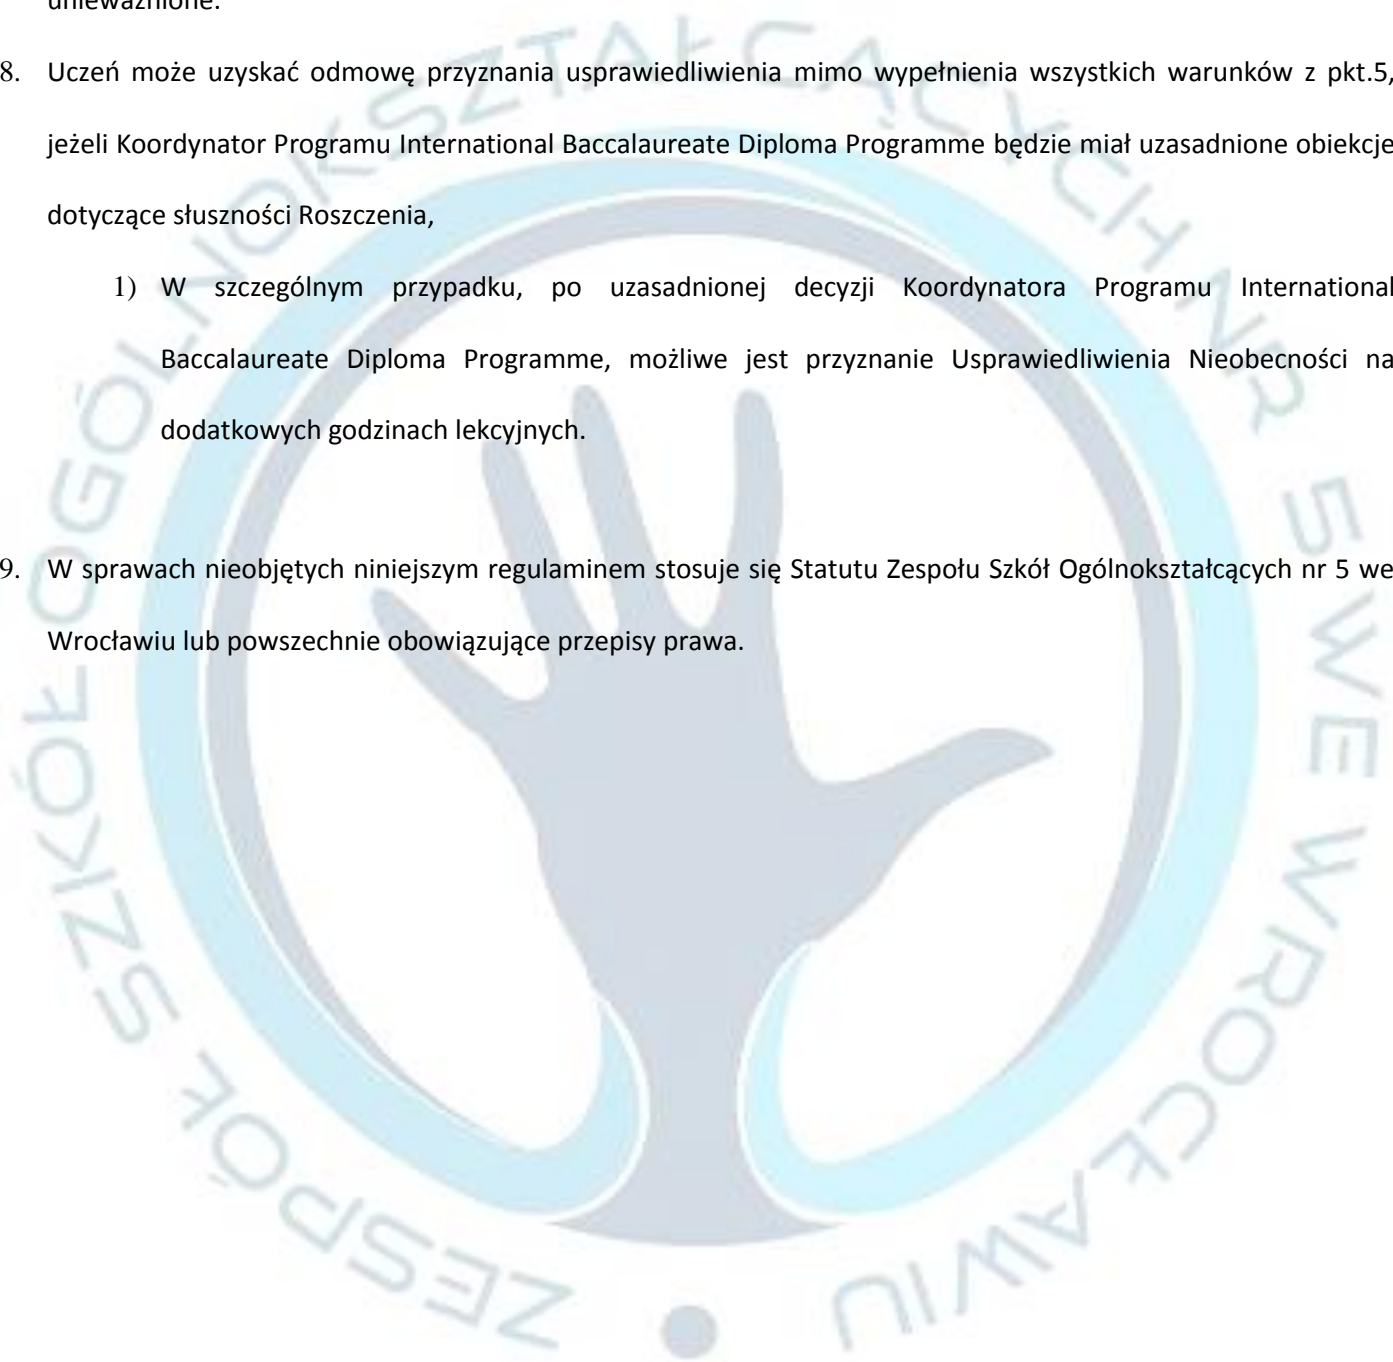 unieważnione.
8. Uczeń może uzyskać odmowę przyznania usprawiedliwienia mimo wypełnienia wszystkich warunków z pkt.5,
jeżeli Koordynator Programu International Baccalaureate Diploma Programme będzie miał uzasadnione obiekcje
dotyczące słuszności Roszczenia,
1) W szczególnym przypadku, po uzasadnionej decyzji Koordynatora Programu International
Baccalaureate Diploma Programme, możliwe jest przyznanie Usprawiedliwienia Nieobecności na
dodatkowych godzinach lekcyjnych.
9. W sprawach nieobjętych niniejszym regulaminem stosuje się Statutu Zespołu Szkół Ogólnokształcących nr 5 we
Wrocławiu lub powszechnie obowiązujące przepisy prawa.
ZESPÓŁ SZKÓŁ OGÓLNOKSZTAŁCĄCYCH NR 5 WE WROCŁAWIU